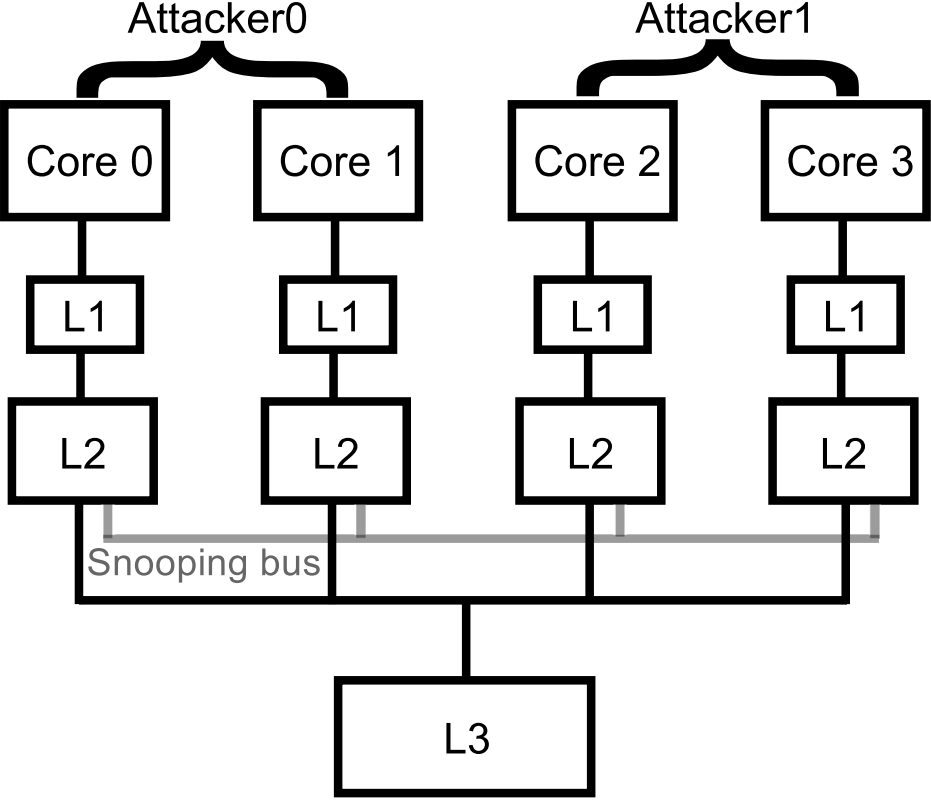 Attacker0 Attacker1
Core 0 Core 1 Core 2 Core 3
L1 L1 L1 L1
L2 L2 L2 L2
Snooping bus
L3